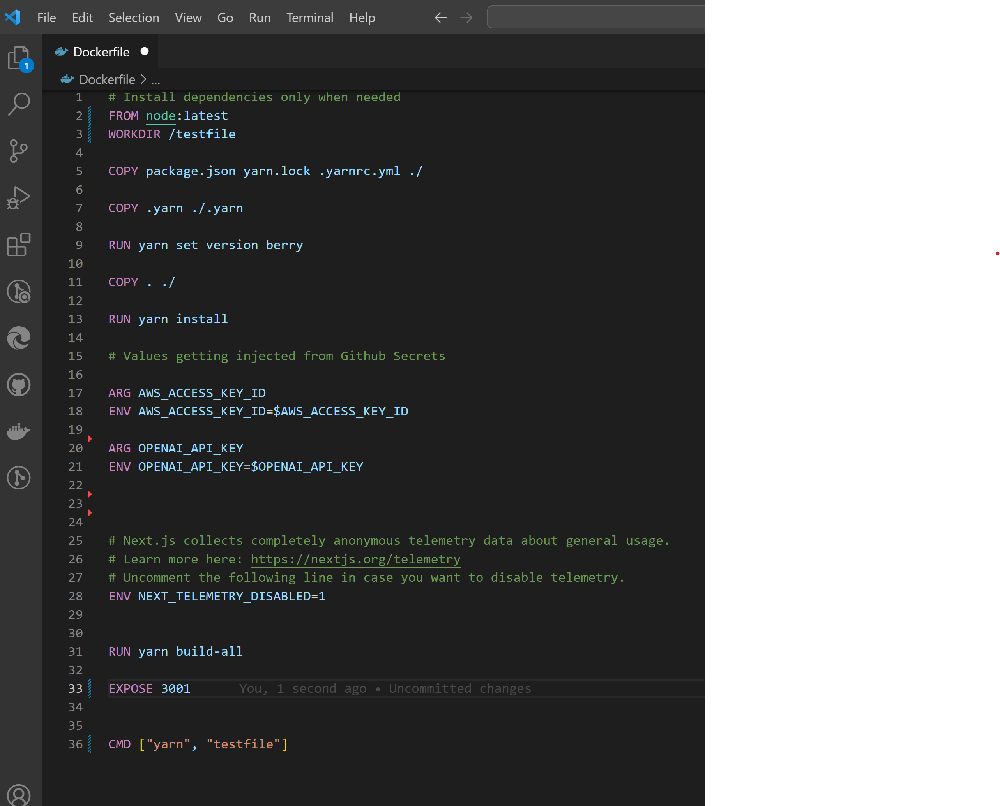 File Edit Selection View Go Run Terminal Help
1
Dockerfile
Dockerfile > ...
1 # Install dependencies only when needed
2 FROM node:latest
3 WORKDIR /testfile
4
5 COPY package.json yarn.lock .yarnrc.yml ./
6
7 COPY .yarn ./.yarn
8
9 RUN yarn set version berry
10
11 COPY . ./
12
13 RUN yarn install
14
15 # Values getting injected from Github Secrets
16
17 ARG AWS_ACCESS_KEY_ID
18 ENV AWS_ACCESS_KEY_ID=$AWS_ACCESS_KEY_ID
19
20 ARG OPENAI_API_KEY
21 ENV OPENAI_API_KEY=$OPENAI_API_KEY
22
23
24
25 # Next.js collects completely anonymous telemetry data about general usage.
26 # Learn more here: https://nextjs.org/telemetry
27 # Uncomment the following line in case you want to disable telemetry.
28 ENV NEXT_TELEMETRY_DISABLED=1
29
30
31 RUN yarn build-all
32
33 EXPOSE 3001 You, 1 second ago • Uncommitted changes
34
35
36 CMD ["yarn", "testfile"]